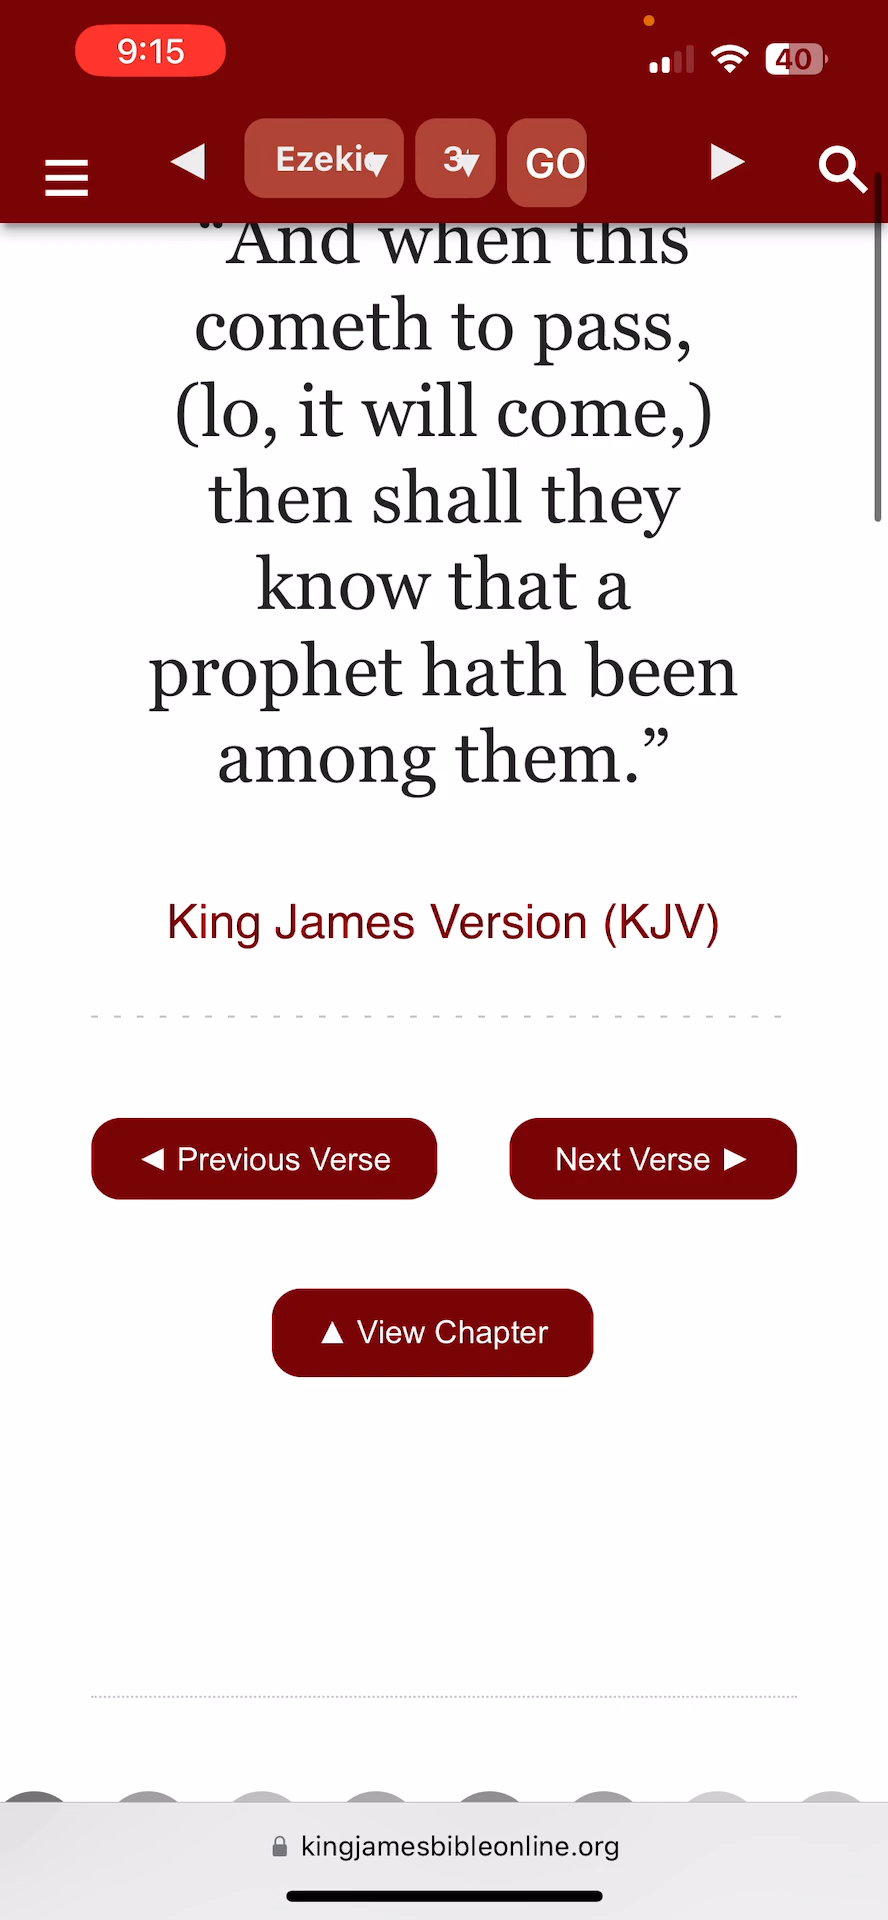 9:15
40
Ezekie
3
GO
“And when this
cometh to pass,
(lo, it will come,)
then shall they
know that a
prophet hath been
among them.”
King James Version (KJV)
◀ Previous Verse
Next Verse ▶
▲ View Chapter
kingjamesbibleonline.org